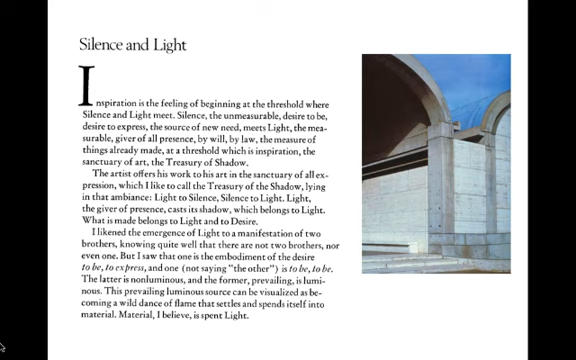 Silence and Light
Inspiration is the feeling of beginning at the threshold where
Silence and Light meet. Silence, the unmeasurable, desire to be,
desire to express, the source of new need, meets Light, the mea-
surable, giver of all presence, by will, by law, the measure of
things already made, at a threshold which is inspiration, the
sanctuary of art, the Treasury of Shadow.
The artist offers his work to his art in the sanctuary of all ex-
pression, which I like to call the Treasury of the Shadow, lying
in that ambiance: Light to Silence, Silence to Light. Light,
the giver of presence, casts its shadow, which belongs to Light.
What is made belongs to Light and to Desire.
I likened the emergence of Light to a manifestation of two
brothers, knowing quite well that there are not two brothers, nor
even one. But I saw that one is the embodiment of the desire
to be, to express, and one (not saying "the other") is to be, to be.
The latter is nonluminous, and the former, prevailing, is lumi-
nous. This prevailing luminous source can be visualized as be-
coming a wild dance of flame that settles and spends itself into
material. Material, I believe, is spent Light.